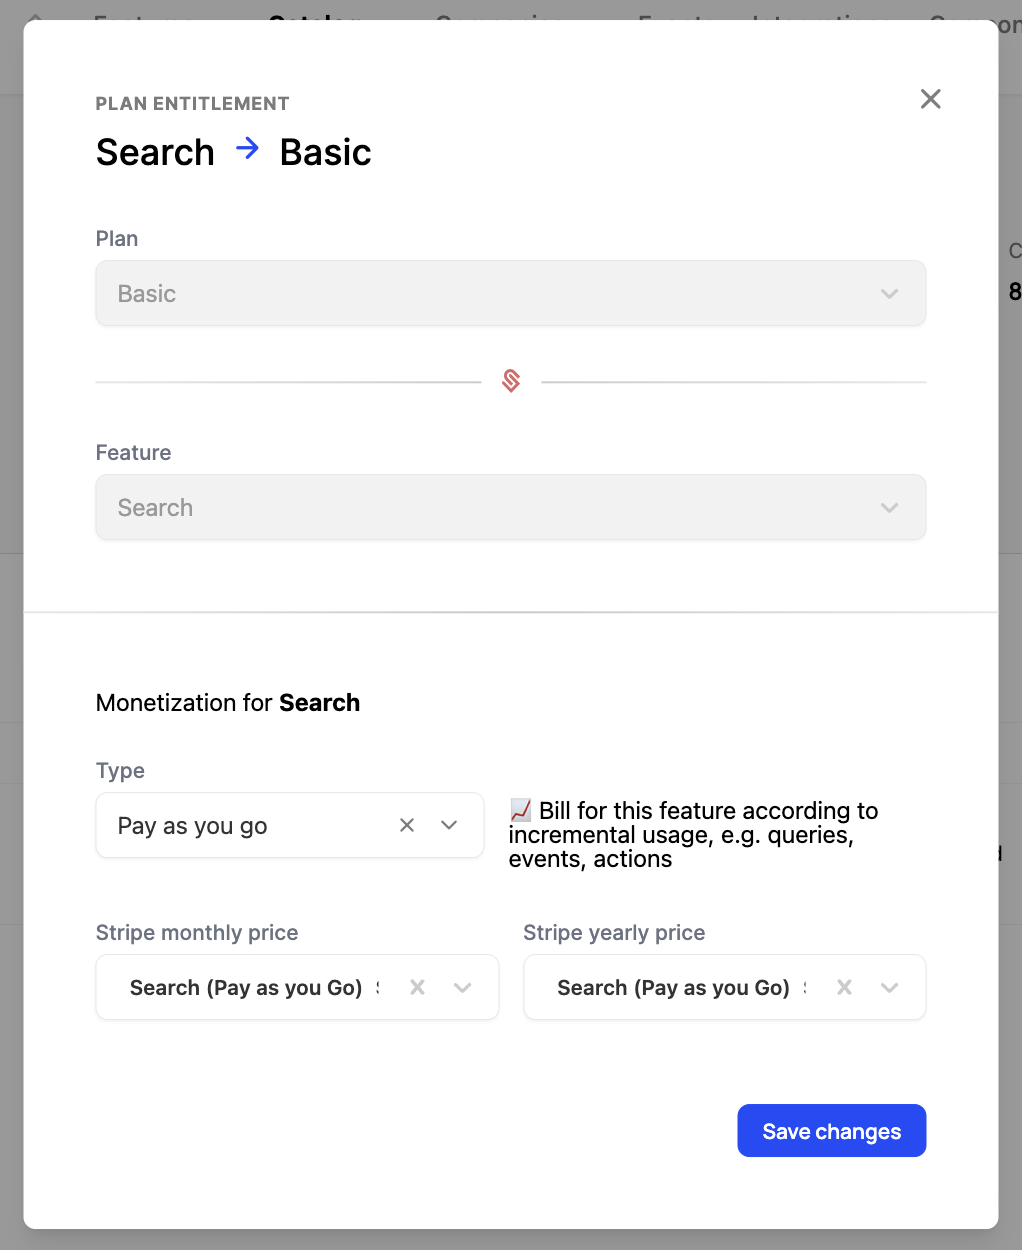 Catalog
PLAN ENTITLEMENT
Search → Basic
Plan
Basic
Feature
Search
Monetization for Search
Type
Pay as you go
Bill for this feature according to
incremental usage, e.g. queries,
events, actions
Stripe monthly price
Stripe yearly price
Search (Pay as you Go)
Search (Pay as you Go)
Save changes
8